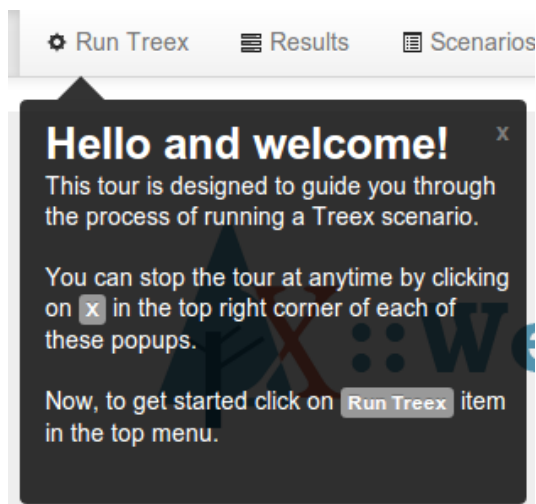 Run Treex Results Scenarios
Hello and welcome!
x
This tour is designed to guide you through
the process of running a Treex scenario.
You can stop the tour at anytime by clicking
on x in the top right corner of each of
these popups.
Now, to get started click on Run Treex item
in the top menu.
X::We